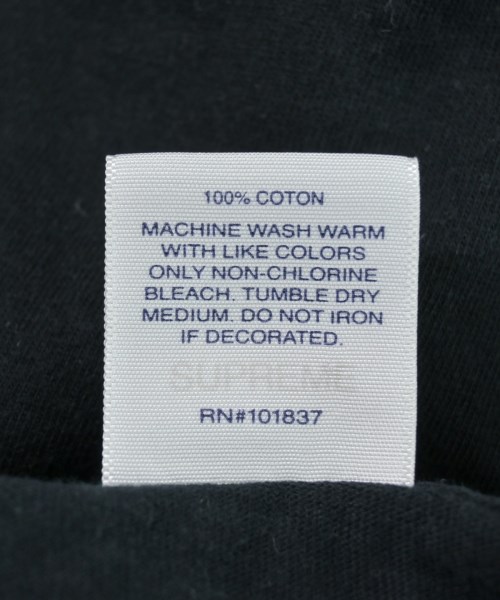 100% COTON
MACHINE WASH WARM
WITH LIKE COLORS
ONLY NON-CHLORINE
BLEACH. TUMBLE DRY
MEDIUM. DO NOT IRON
IF DECORATED.
SUPREME
RN#101837